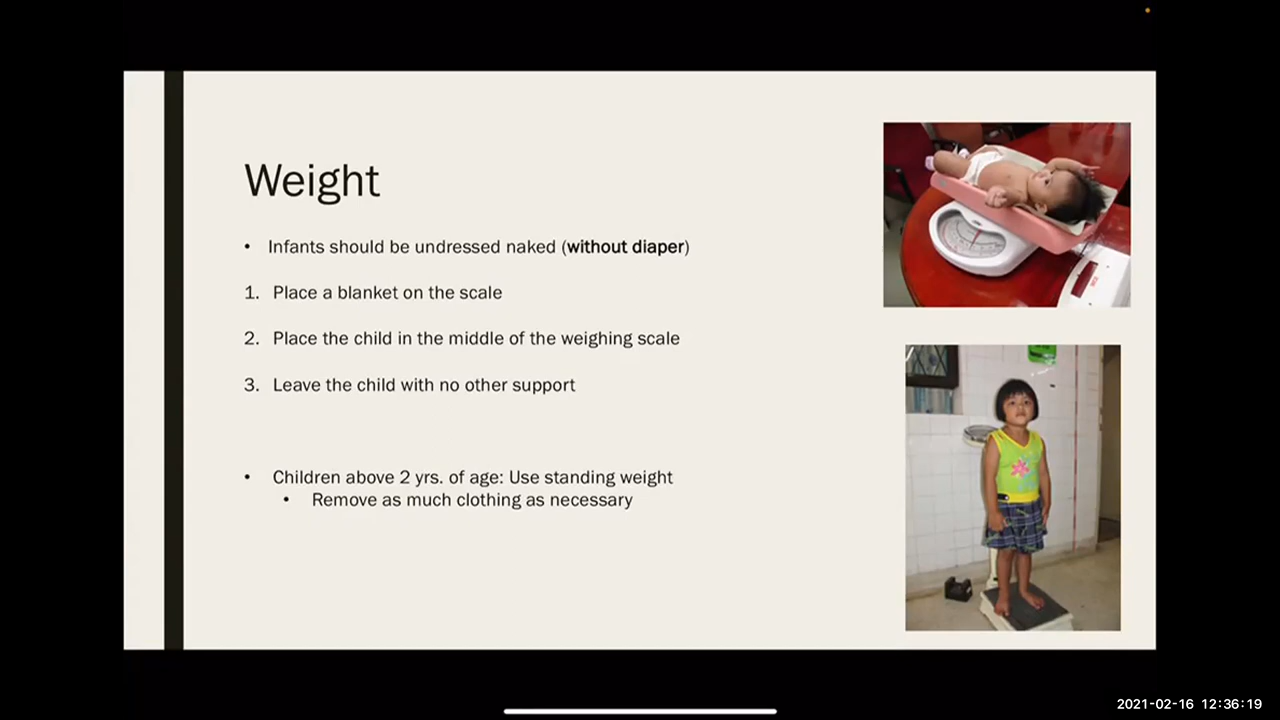 Weight
• Infants should be undressed naked (without diaper)
1. Place a blanket on the scale
2. Place the child in the middle of the weighing scale
3. Leave the child with no other support
• Children above 2 yrs. of age: Use standing weight
• Remove as much clothing as necessary
2021-02-16 12:36:19